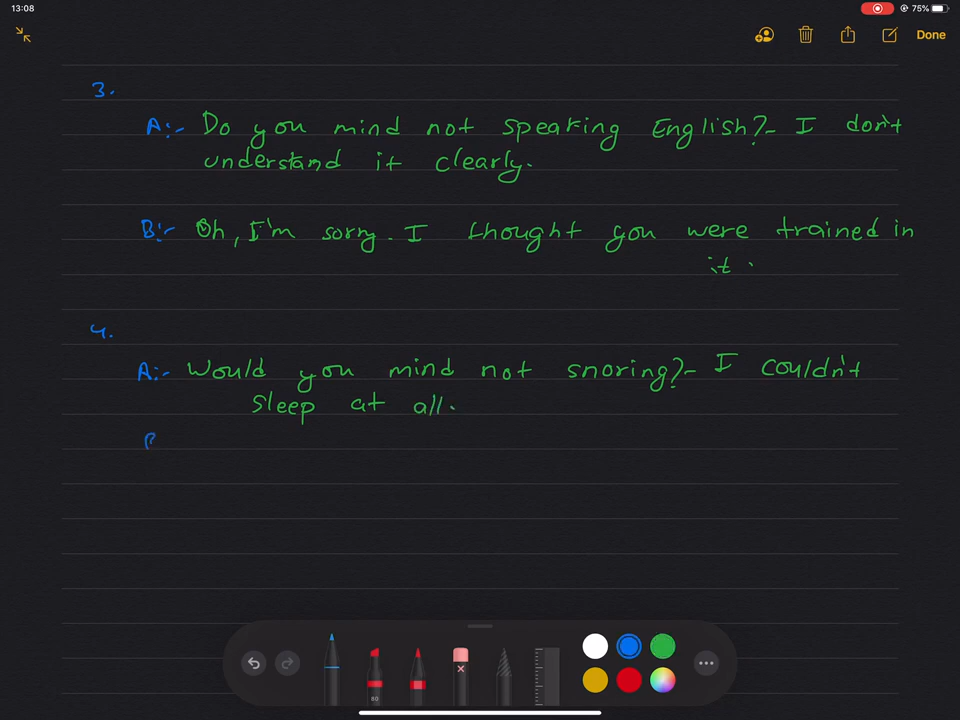 13:08
75%
Done
3.
A:- Do you mind not speaking English?- I don't
understand it clearly.
B:- Oh, I'm sorry. I thought you were trained in
it.
4.
A:- Would you mind not snoring?- I couldn't
sleep at all.
B
80